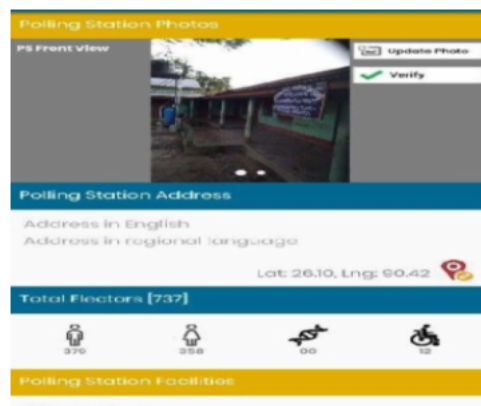 Polling Station Photos
PS Front View
Update Photo
Verify
Polling Station Address
Address in English
Address in regional language
Lat: 26.10, Lng: 90.42
Total Electors [737]
379 358 00 12
Polling Station Facilities